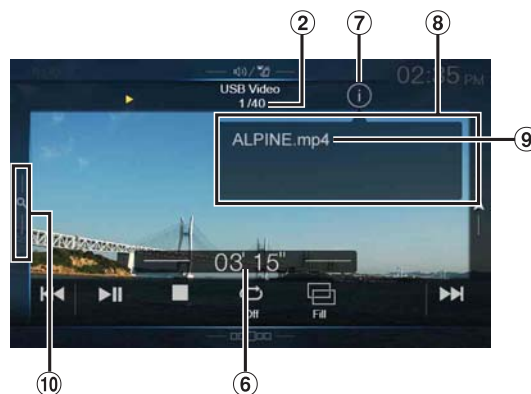 ② ⑦ ⑧
02:35 PM
USB Video
1/40
i
ALPINE.mp4
⑨
03' 15"
Off Fill
⑩ ⑥